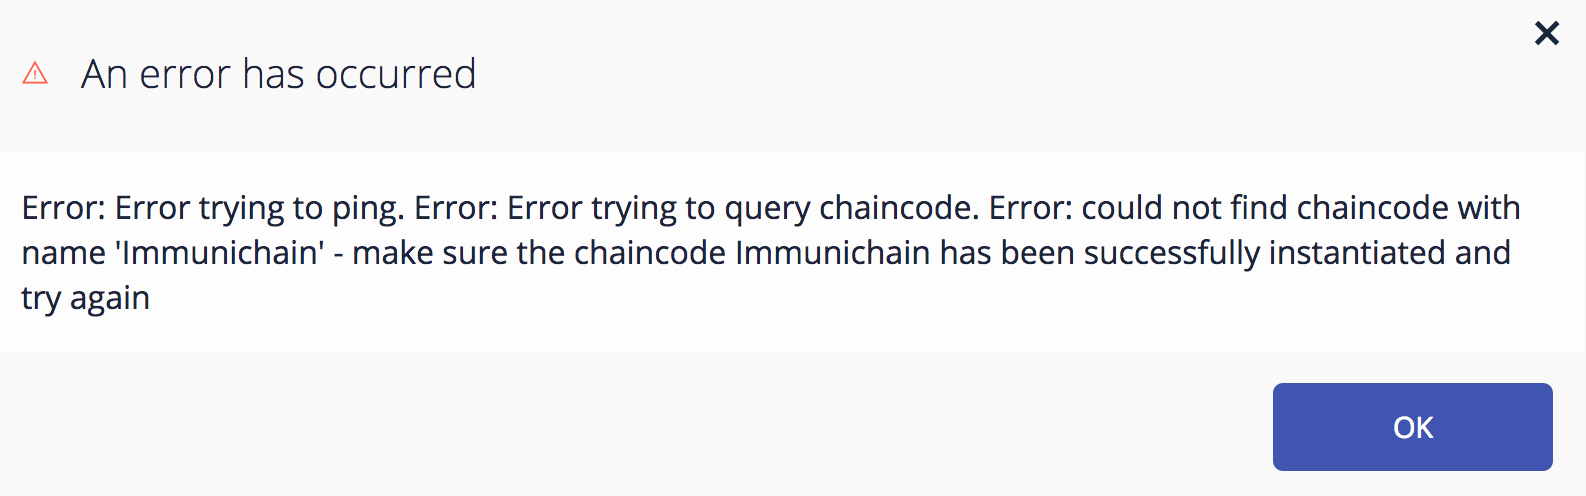 An error has occurred
Error: Error trying to ping. Error: Error trying to query chaincode. Error: could not find chaincode with
name 'Immunichain' - make sure the chaincode Immunichain has been successfully instantiated and
try again
OK